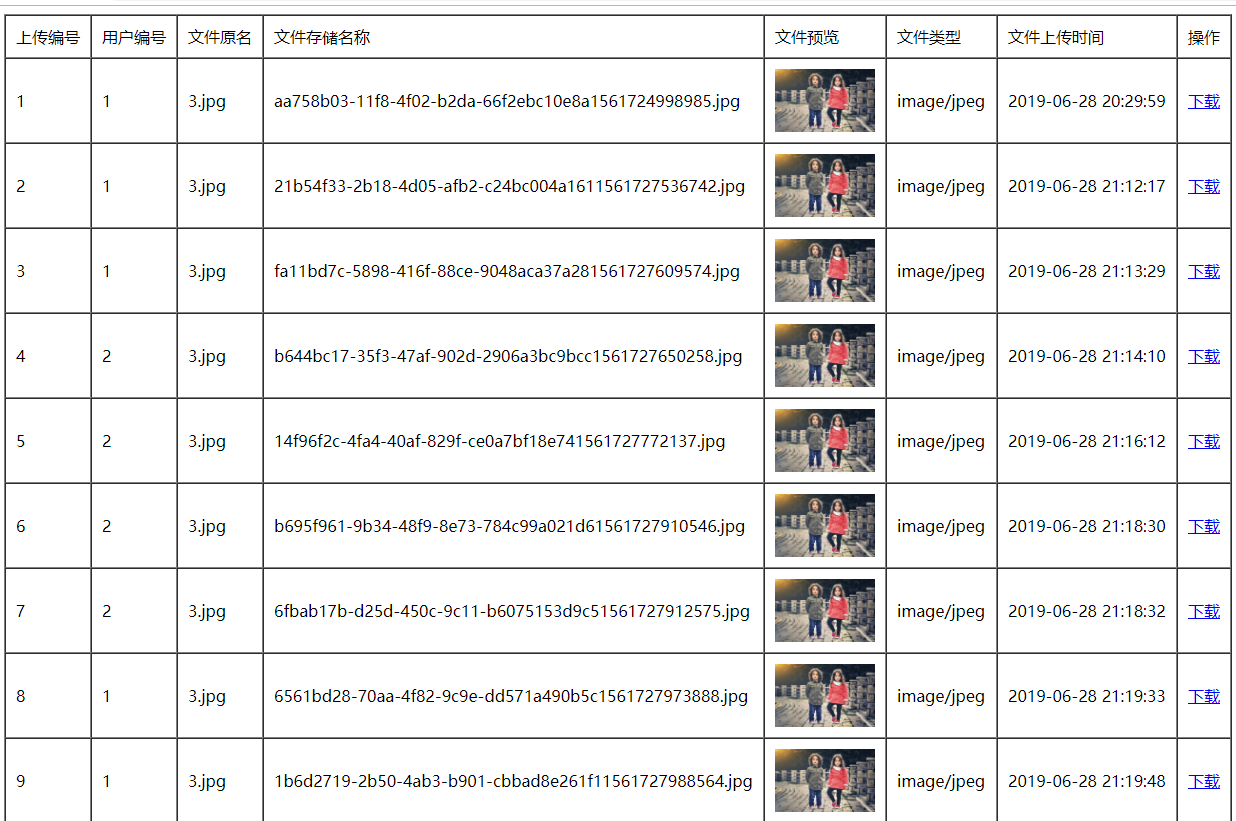 上传编号 用户编号 文件原名 文件存储名称 文件预览 文件类型 文件上传时间 操作
1 1 3.jpg aa758b03-11f8-4f02-b2da-66f2ebc10e8a1561724998985.jpg image/jpeg 2019-06-28 20:29:59 下载
2 1 3.jpg 21b54f33-2b18-4d05-afb2-c24bc004a1611561727536742.jpg image/jpeg 2019-06-28 21:12:17 下载
3 1 3.jpg fa11bd7c-5898-416f-88ce-9048aca37a281561727609574.jpg image/jpeg 2019-06-28 21:13:29 下载
4 2 3.jpg b644bc17-35f3-47af-902d-2906a3bc9bcc1561727650258.jpg image/jpeg 2019-06-28 21:14:10 下载
5 2 3.jpg 14f96f2c-4fa4-40af-829f-ce0a7bf18e741561727772137.jpg image/jpeg 2019-06-28 21:16:12 下载
6 2 3.jpg b695f961-9b34-48f9-8e73-784c99a021d61561727910546.jpg image/jpeg 2019-06-28 21:18:30 下载
7 2 3.jpg 6fbab17b-d25d-450c-9c11-b6075153d9c51561727912575.jpg image/jpeg 2019-06-28 21:18:32 下载
8 1 3.jpg 6561bd28-70aa-4f82-9c9e-dd571a490b5c1561727973888.jpg image/jpeg 2019-06-28 21:19:33 下载
9 1 3.jpg 1b6d2719-2b50-4ab3-b901-cbbad8e261f11561727988564.jpg image/jpeg 2019-06-28 21:19:48 下载